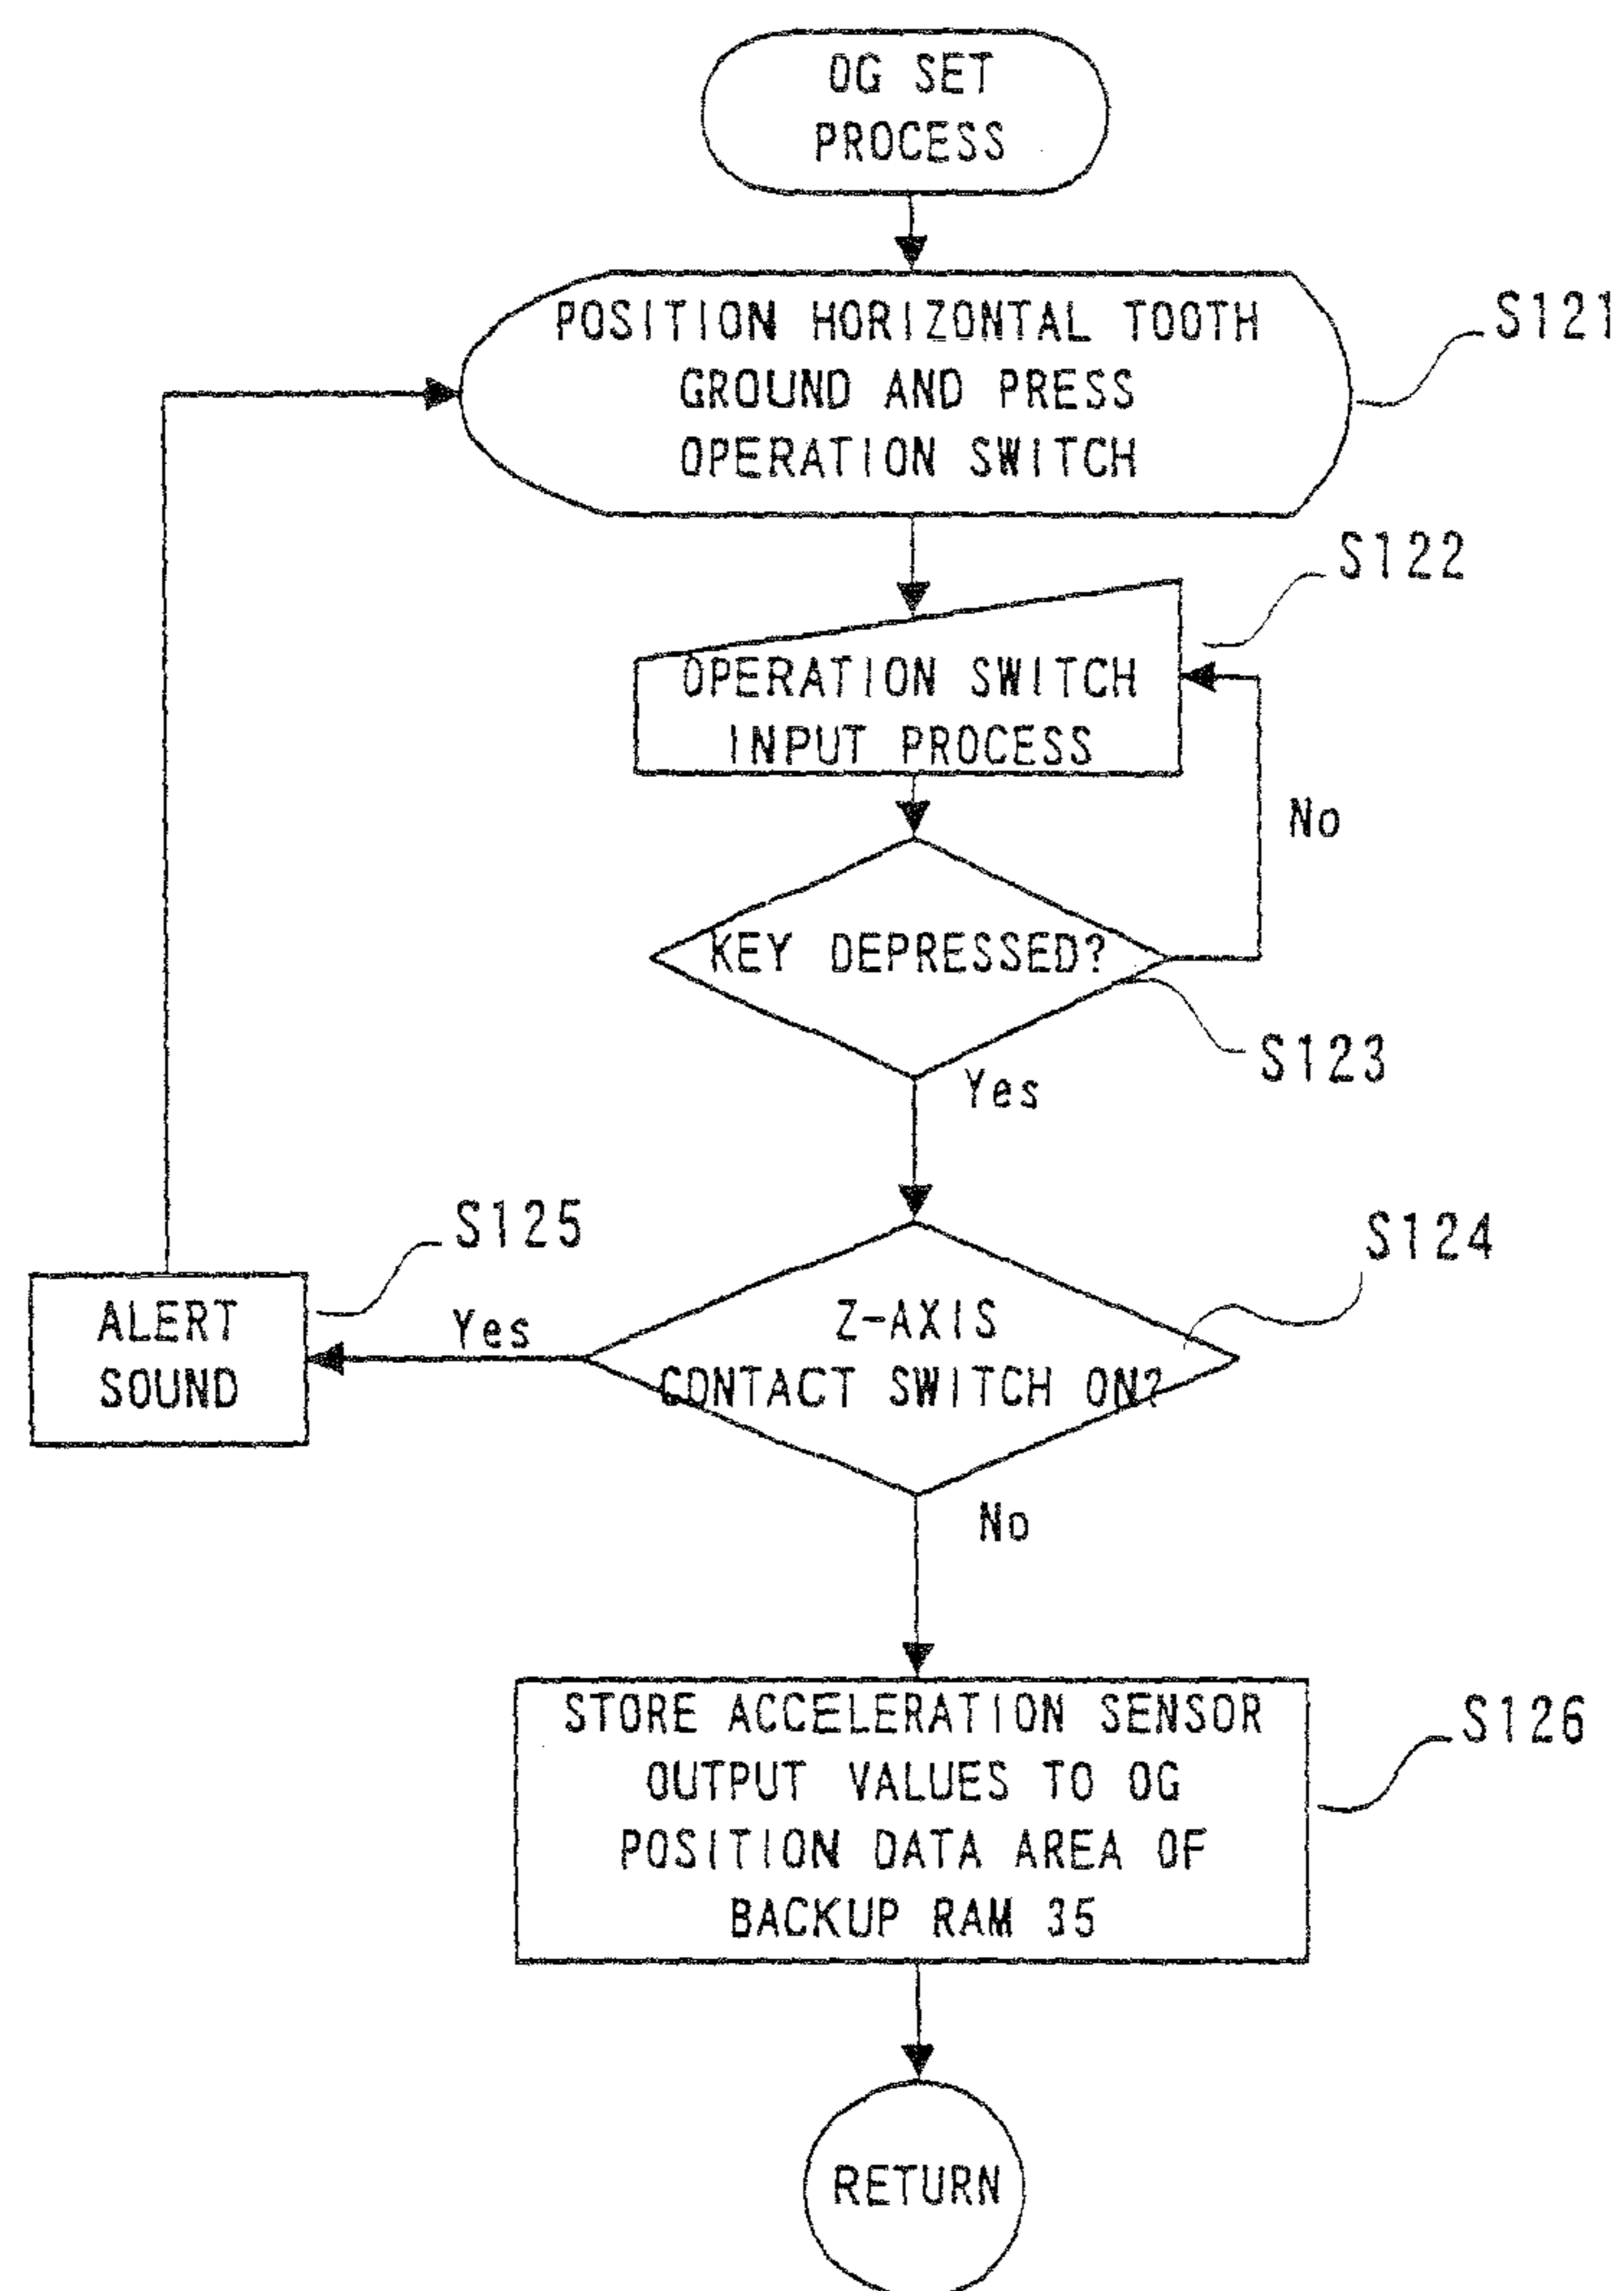 0G SET
PROCESS
POSITION HORIZONTAL TOOTH
GROUND AND PRESS
OPERATION SWITCH
S121
S122
OPERATION SWITCH
INPUT PROCESS
No
KEY DEPRESSED?
S123
Yes
S125
S124
ALERT
SOUND
Yes
Z-AXIS
CONTACT SWITCH ON?
No
STORE ACCELERATION SENSOR
OUTPUT VALUES TO 0G
POSITION DATA AREA OF
BACKUP RAM 35
S126
RETURN